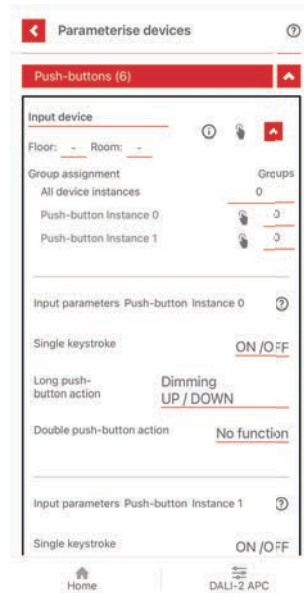 Parameterise devices
Push-buttons (6)
Input device
Floor: - Room: -
Group assignment Groups
All device instances 0
Push-button Instance 0 0
Push-button Instance 1 0
Input parameters Push-button Instance 0
Single keystroke ON /OFF
Long push-
button action
Dimming
UP / DOWN
Double push-button action No function
Input parameters Push-button Instance 1
Single keystroke ON /OFF
Home DALI-2 APC